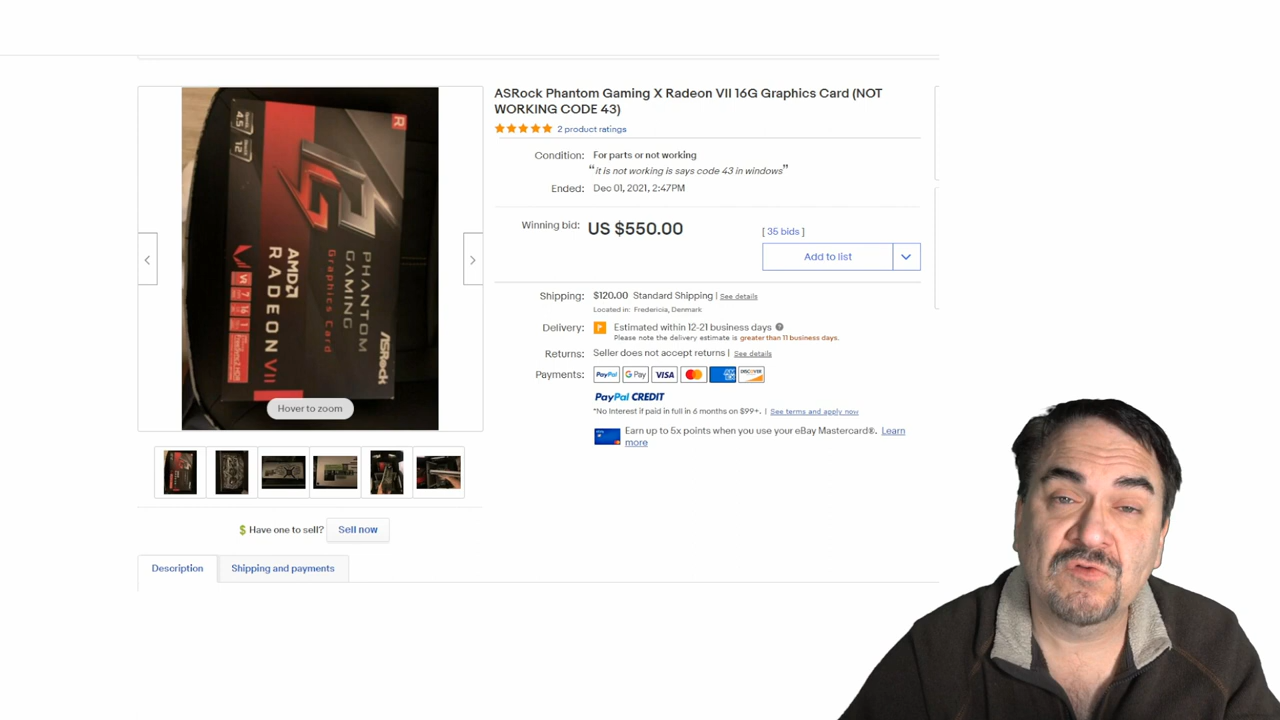 ASRock Phantom Gaming X Radeon VII 16G Graphics Card (NOT
WORKING CODE 43)
2 product ratings
Condition: For parts or not working
“it is not working is says code 43 in windows”
Ended: Dec 01, 2021, 2:47PM
Winning bid: US $550.00
[ 35 bids ]
Add to list
Shipping: $120.00 Standard Shipping | See details
Located in: Fredericia, Denmark
Delivery: Estimated within 12-21 business days
Please note the delivery estimate is greater than 11 business days.
Returns: Seller does not accept returns | See details
Payments: PayPal G Pay VISA DISCOVER
PayPal CREDIT
*No Interest if paid in full in 6 months on $99+. | See terms and apply now
Earn up to 5x points when you use your eBay Mastercard®. Learn
more
AMD
RADEON VII
PHANTOM
GAMING
Graphics Card
ASRock
Hover to zoom
$ Have one to sell? Sell now
Description
Shipping and payments